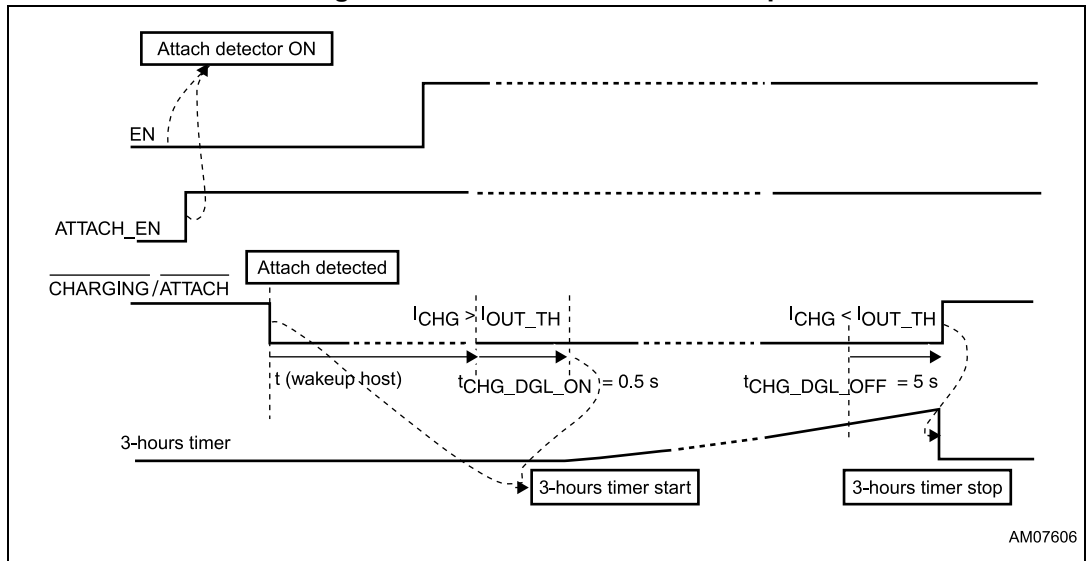 Attach detector ON
EN
ATTACH_EN
Attach detected
CHARGING/ATTACH
ICHG > IOUT_TH
ICHG < IOUT_TH
t (wakeup host)
tCHG_DGL_ON = 0.5 s
tCHG_DGL_OFF = 5 s
3-hours timer
3-hours timer start
3-hours timer stop
AM07606